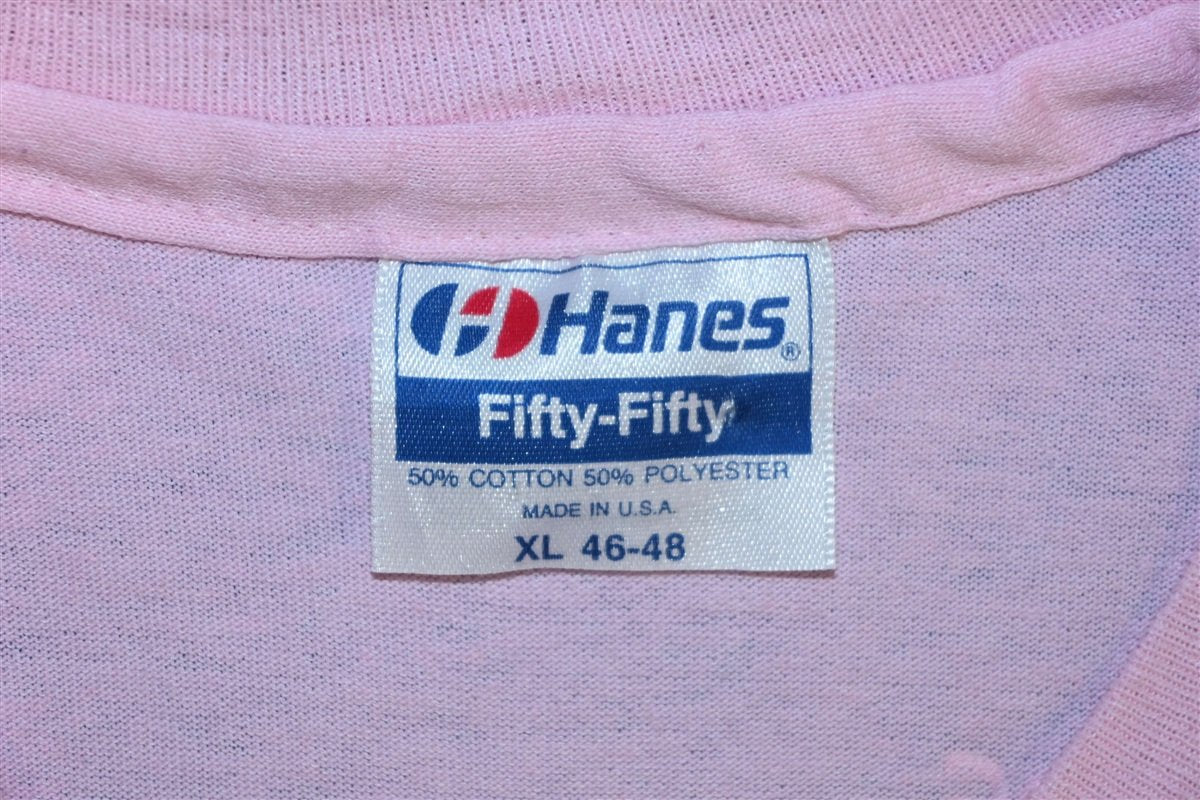 Hanes®
Fifty-Fifty
50% COTTON 50% POLYESTER
MADE IN U.S.A.
XL 46-48